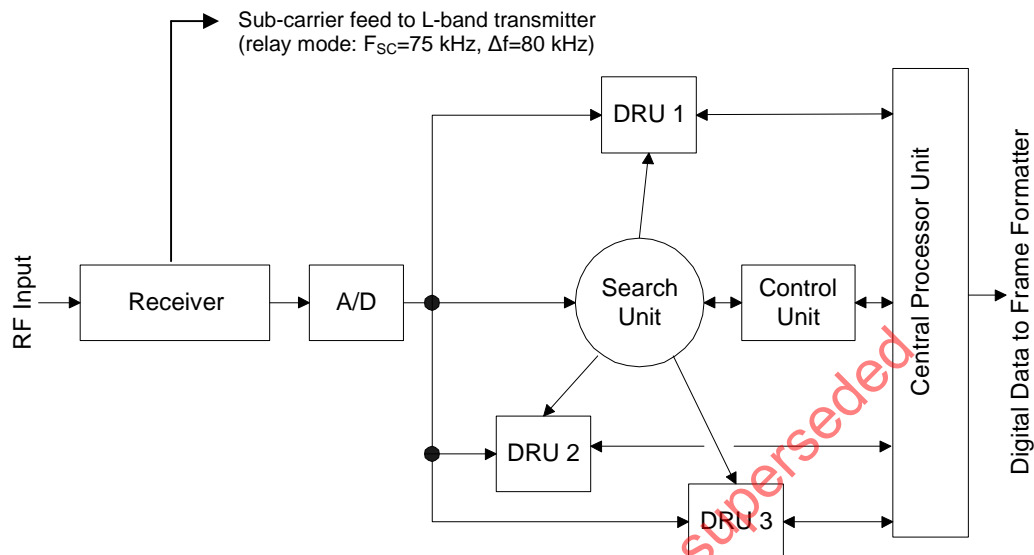 Sub-carrier feed to L-band transmitter
(relay mode: FSC=75 kHz, Δf=80 kHz)
DRU 1
RF Input
Receiver
A/D
Search
Unit
Control
Unit
Central Processor Unit
Digital Data to Frame Formatter
DRU 2
DRU 3
superseded